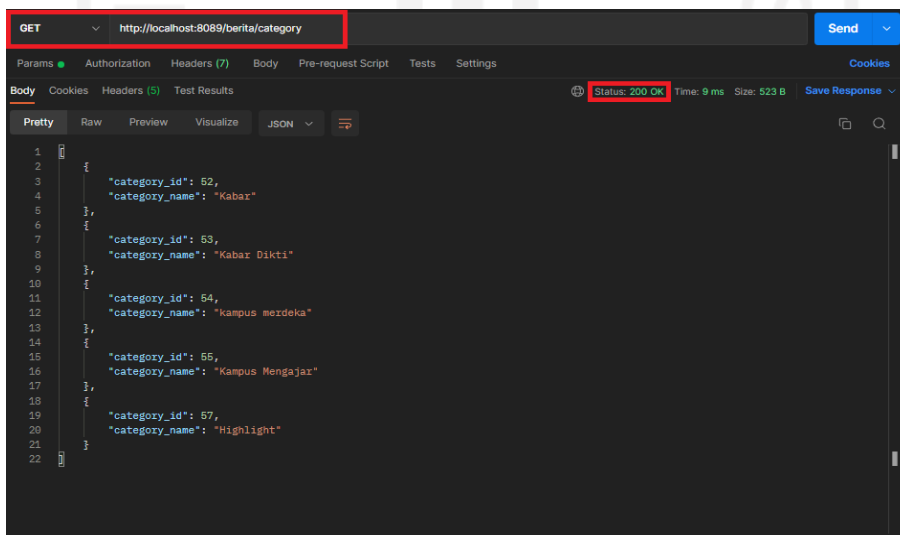 GET http://localhost:8089/berita/category Send
Params Authorization Headers (7) Body Pre-request Script Tests Settings Cookies
Body Cookies Headers (5) Test Results Status: 200 OK Time: 9 ms Size: 523 B Save Response
Pretty Raw Preview Visualize JSON
1 [
2 {
3 "category_id": 52,
4 "category_name": "Kabar"
5 },
6 {
7 "category_id": 53,
8 "category_name": "Kabar Dikti"
9 },
10 {
11 "category_id": 54,
12 "category_name": "kampus merdeka"
13 },
14 {
15 "category_id": 55,
16 "category_name": "Kampus Mengajar"
17 },
18 {
19 "category_id": 57,
20 "category_name": "Highlight"
21 }
22 ]